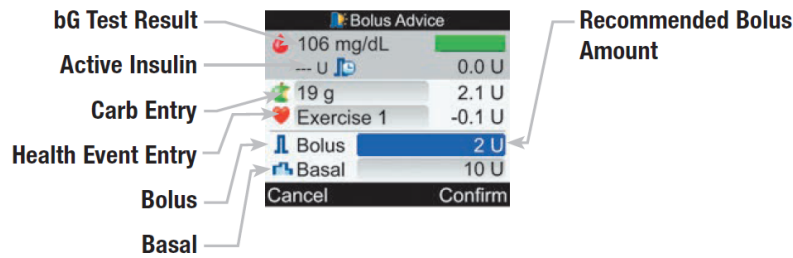 bG Test Result
Active Insulin
Carb Entry
Health Event Entry
Bolus
Basal
Bolus Advice
106 mg/dL
--- U 0.0 U
19 g 2.1 U
Exercise 1 -0.1 U
Bolus 2 U
Basal 10 U
Cancel Confirm
Recommended Bolus
Amount